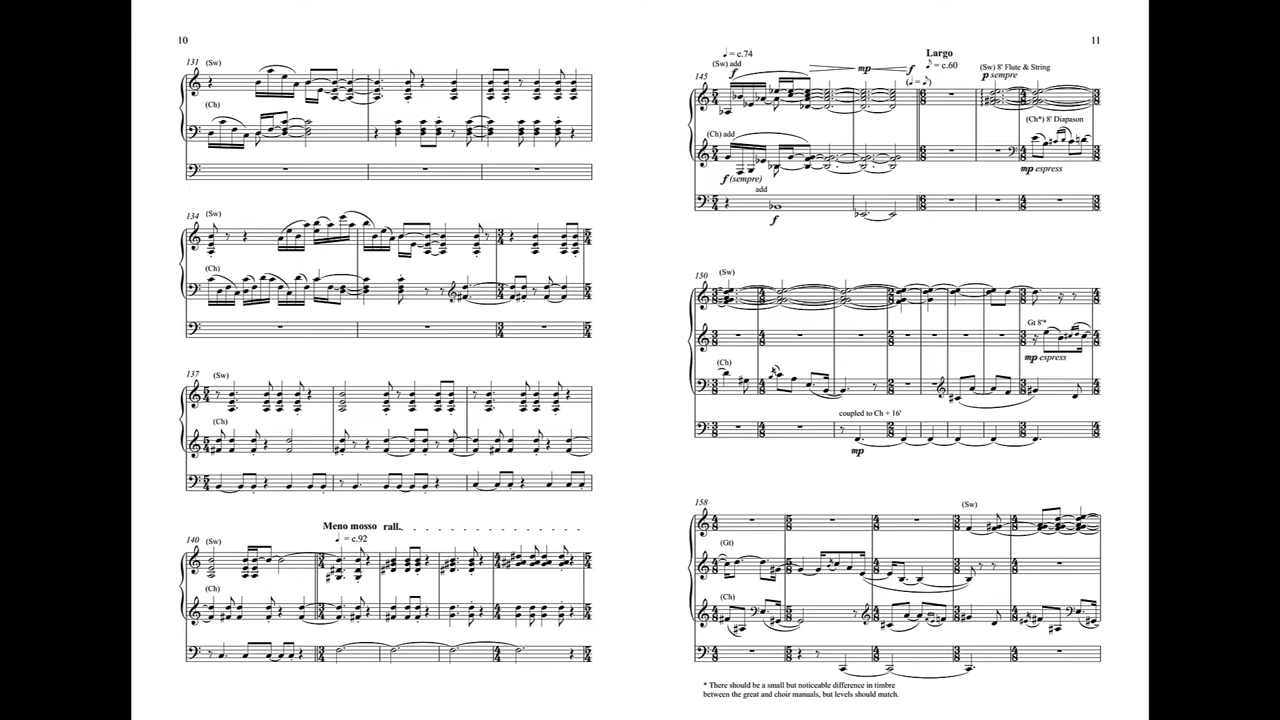 10
131 (Sw)
(Ch)
134 (Sw)
(Ch)
137 (Sw)
(Ch)
Meno mosso rall.
= c.92
140 (Sw)
(Ch)
11
= c.74
Largo
= c.60
(Sw) add
f
mp
f
(Sw) 8' Flute & String
p sempre
145
(Ch*) 8' Diapason
(Ch) add
f (sempre)
mp espress
add
f
150 (Sw)
Gt 8'*
mp espress
(Ch)
coupled to Ch + 16'
mp
158
(Sw)
(Gt)
(Ch)
* There should be a small but noticeable difference in timbre
between the great and choir manuals, but levels should match.